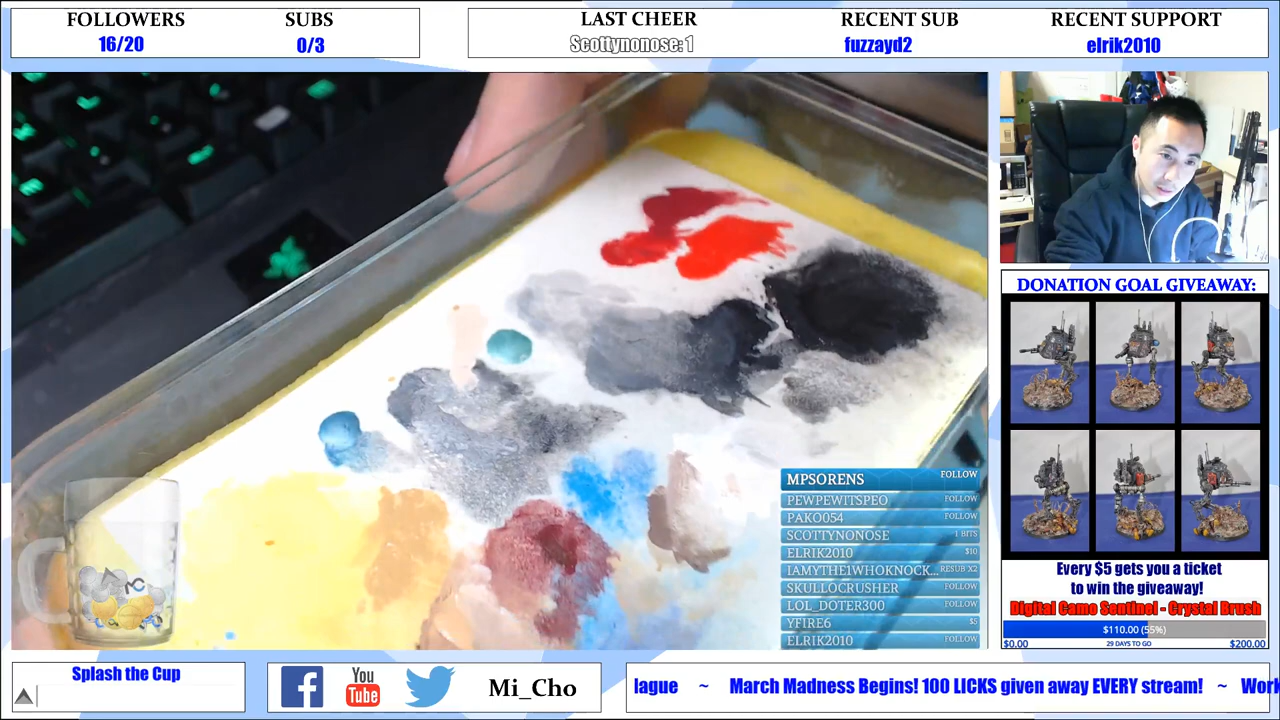 FOLLOWERS
16/20
SUBS
0/3
LAST CHEER
Scottynonose: 1
RECENT SUB
fuzzayd2
RECENT SUPPORT
elrik2010
DONATION GOAL GIVEAWAY:
MPSORENS FOLLOW
PEWPEWITSPEO FOLLOW
PAKO054 FOLLOW
SCOTTYNONOSE 1 BITS
ELRIK2010 $10
IAMYTHE1WHOKNOCK... RESUB X2
SKULLOCRUSHER FOLLOW
LOL_DOTER300 FOLLOW
YFIRE6 $5
ELRIK2010 FOLLOW
Every $5 gets you a ticket
to win the giveaway!
Digital Camo Sentinel - Crystal Brush
$110.00 (55%)
$0.00 29 DAYS TO GO $200.00
Splash the Cup
You
Tube
Mi_Cho
lague ~ March Madness Begins! 100 LICKS given away EVERY stream! ~ Work